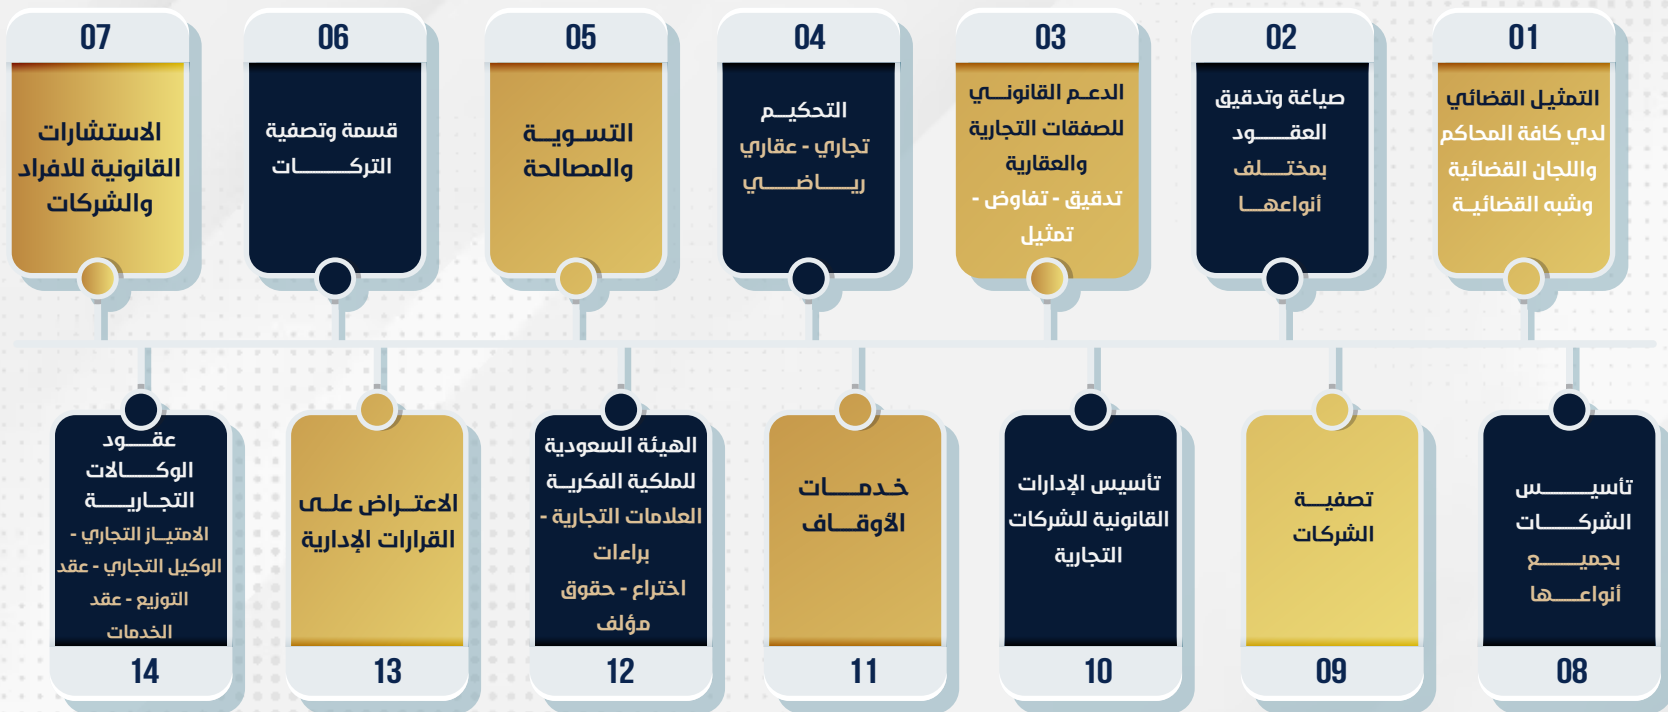 01
التمثيل القضائي
لدي كافة المحاكم
واللجان القضائية
وشبه القضائية
02
صياغة وتدقيق
العقود
بمختلف
أنواعها
03
الدعم القانوني
للصفقات التجارية
والعقارية
تدقيق - تفاوض -
تمثيل
04
التحكيم
تجاري - عقاري
رياضي
05
التسوية
والمصالحة
06
قسمة وتصفية
التركات
07
الاستشارات
القانونية للافراد
والشركات
تأسيس
الشركات
بجميع
أنواعها
08
تصفية
الشركات
09
تأسيس الإدارات
القانونية للشركات
التجارية
10
خدمات
الأوقاف
11
الهيئة السعودية
للملكية الفكرية
العلامات التجارية -
براءات
اختراع - حقوق
مؤلف
12
الاعتراض على
القرارات الإدارية
13
عقود
الوكالات
التجارية
الامتياز التجاري -
الوكيل التجاري - عقد
التوزيع - عقد
الخدمات
14